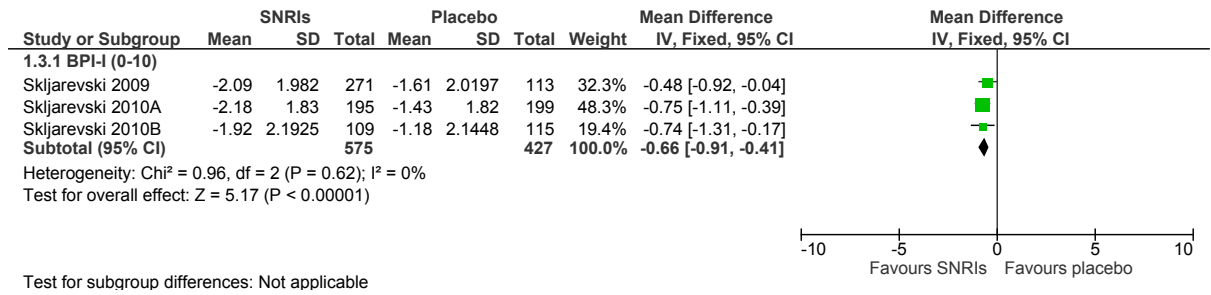 SNRIs Placebo Mean Difference Mean Difference
Study or Subgroup Mean SD Total Mean SD Total Weight IV, Fixed, 95% CI IV, Fixed, 95% CI
1.3.1 BPI-I (0-10)
Skljarevski 2009 -2.09 1.982 271 -1.61 2.0197 113 32.3% -0.48 [-0.92, -0.04]
Skljarevski 2010A -2.18 1.83 195 -1.43 1.82 199 48.3% -0.75 [-1.11, -0.39]
Skljarevski 2010B -1.92 2.1925 109 -1.18 2.1448 115 19.4% -0.74 [-1.31, -0.17]
Subtotal (95% CI) 575 427 100.0% -0.66 [-0.91, -0.41]
Heterogeneity: Chi² = 0.96, df = 2 (P = 0.62); I² = 0%
Test for overall effect: Z = 5.17 (P < 0.00001)
-10 -5 0 5 10
Favours SNRIs Favours placebo
Test for subgroup differences: Not applicable